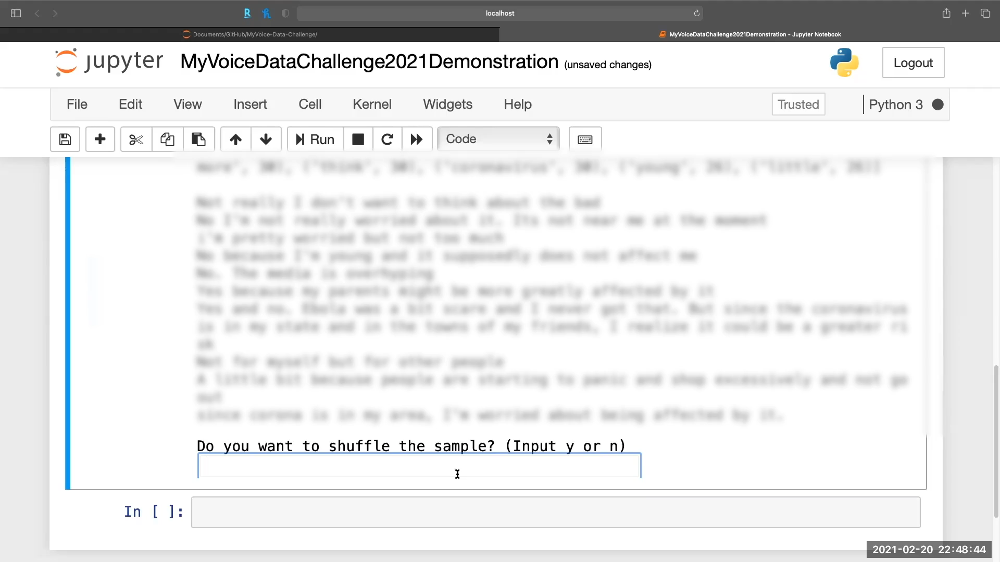 localhost
Documents/GitHub/MyVoice-Data-Challenge/
MyVoiceDataChallenge2021Demonstration - Jupyter Notebook
jupyter MyVoiceDataChallenge2021Demonstration (unsaved changes)
Logout
File Edit View Insert Cell Kernel Widgets Help
Trusted
Python 3
Run
Code
more', 30), ('think', 30), ('coronavirus', 30), ('young', 26), ('little', 26)]
Not really I don't want to think about the bad
No I'm not really worried about it. Its not near me at the moment
i'm pretty worried but not too much
No because I'm young and it supposedly does not affect me
No. The media is overhyping
Yes because my parents might be more greatly affected by it
Yes and no. Ebola was a bit scare and I never got that. But since the coronavirus
is in my state and in the towns of my friends, I realize it could be a greater ri
sk
Not for myself but for other people
A little bit because people are starting to panic and shop excessively and not go
out
since corona is in my area, I'm worried about being affected by it.
Do you want to shuffle the sample? (Input y or n)
In [ ]:
2021-02-20 22:48:44